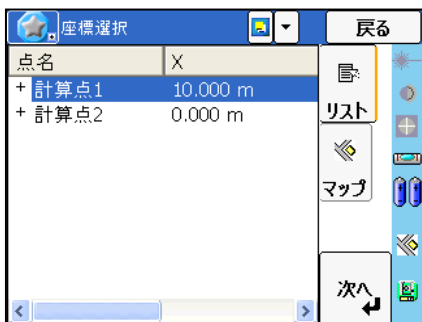 座標選択
戻る
点名 X
+ 計算点1 10.000 m
+ 計算点2 0.000 m
リスト
マップ
次へ